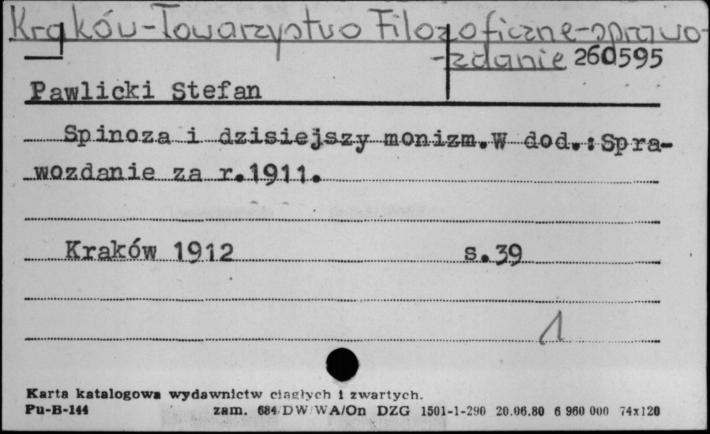 Kraków-Towarzystwo Filozoficzne-sprawo-
-zdanie 260595
Pawlicki Stefan
Spinoza i dzisiejszy monizm.W dod.:Spra-
wozdanie za r.1911.
Kraków 1912 s.39
1
Karta katalogowa wydawnictw ciągłych i zwartych.
Pu-B-144 zam. 684/DW/WA/On DZG 1501-1-290 20.06.80 6 960 000 74x120